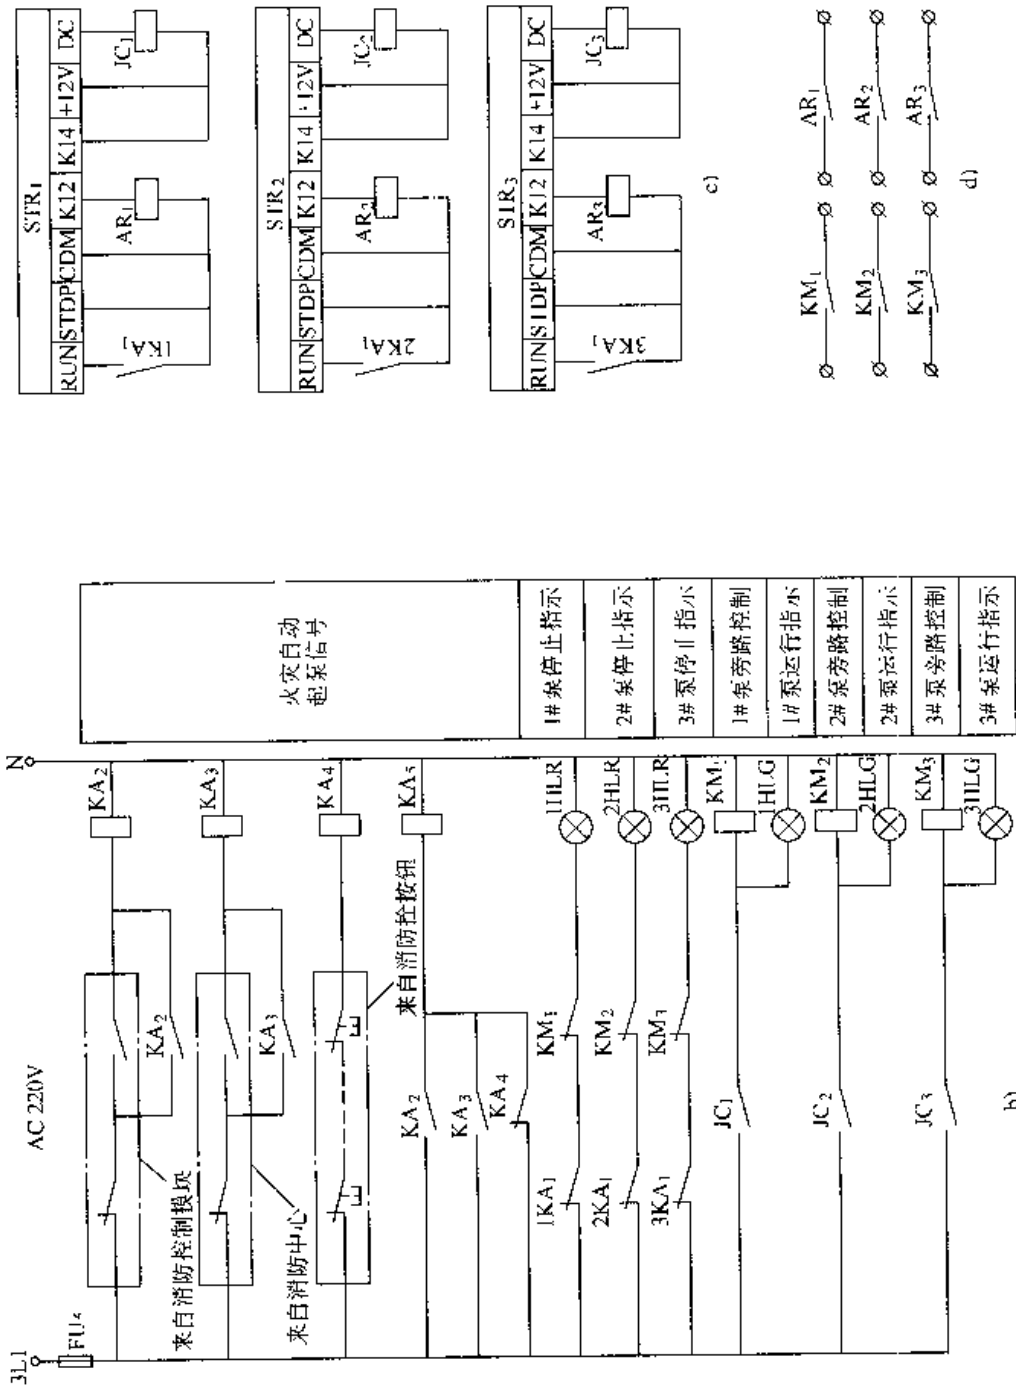 3L1
FU₅
AC 220V
N
KA₂
KA₂
来自消防控制模块
KA₃
KA₃
来自消防中心
KA₄
来自消防栓按钮
KA₂
KA₅
KA₃
KA₄
1KA₁
KM₁
1HLR
2KA₁
KM₂
2HLR
3KA₁
KM₃
3HLR
JC₁
KM₁
1HLG
JC₂
KM₂
2HLG
JC₃
KM₃
3HLG
火灾自动
起泵信号
1#泵停止指示
2#泵停止指示
3#泵停止指示
1#泵旁路控制
1#泵运行指示
2#泵旁路控制
2#泵运行指示
3#泵旁路控制
3#泵运行指示
b)
STR₁
RUN STDP CDM K12 K14 +12V DC
1KA₁
AR₁
JC₁
STR₂
RUN STDP CDM K12 K14 +12V DC
2KA₁
AR₂
JC₂
STR₃
RUN STDP CDM K12 K14 +12V DC
3KA₁
AR₃
JC₃
c)
KM₁ AR₁
KM₂ AR₂
KM₃ AR₃
d)